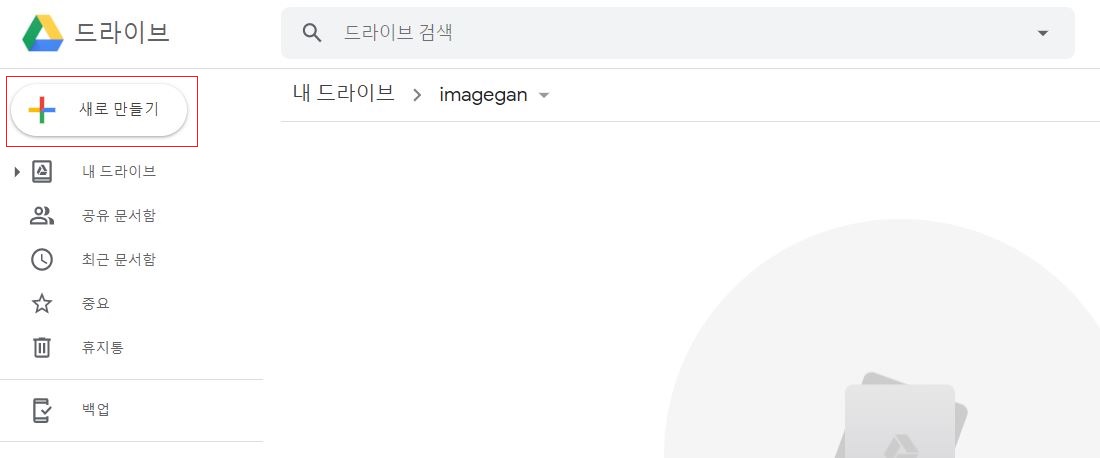 드라이브
드라이브 검색
새로 만들기
내 드라이브
imagegan
내 드라이브
공유 문서함
최근 문서함
중요
휴지통
백업